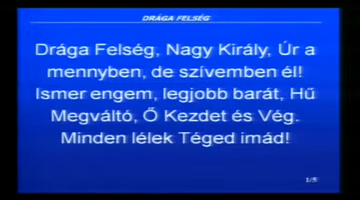 DRÁGA FELSÉG
Drága Felség, Nagy Király, Úr a
mennyben, de szívemben él!
Ismer engem, legjobb barát, Hű
Megváltó, Ő Kezdet és Vég.
Minden lélek Téged imád!
1/5